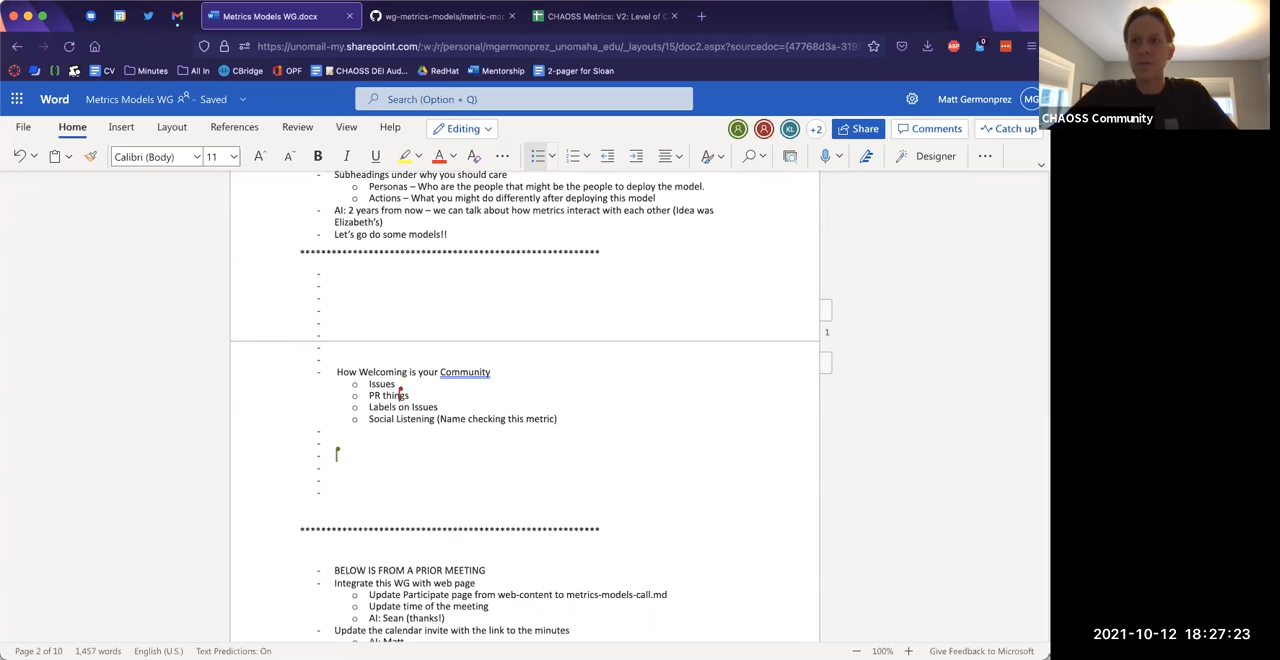 Metrics Models WG.docx
wg-metrics-models/metric-mo
CHAOSS Metrics: V2: Level of C
https://unomail-my.sharepoint.com/:w:/r/personal/mgermonprez_unomaha_edu/_layouts/15/doc2.aspx?sourcedoc={47768d3a-319
CV
Minutes
All In
CBridge
OPF
CHAOSS DEI Aud...
RedHat
Mentorship
2-pager for Sloan
Word
Metrics Models WG - Saved
Search (Option + Q)
Matt Germonprez
MG
CHAOSS Community
File Home Insert Layout References Review View Help
Editing
KL
+2
Share
Comments
Catch up
Calibri (Body)
11
B I U
Designer
- Subheadings under why you should care
o Personas – Who are the people that might be the people to deploy the model.
o Actions – What you might do differently after deploying this model
- AI: 2 years from now – we can talk about how metrics interact with each other (Idea was
Elizabeth's)
- Let's go do some models!!
*********************************************************
1
- How Welcoming is your Community
o Issues
o PR things
o Labels on Issues
o Social Listening (Name checking this metric)
*********************************************************
- BELOW IS FROM A PRIOR MEETING
- Integrate this WG with web page
o Update Participate page from web-content to metrics-models-call.md
o Update time of the meeting
o AI: Sean (thanks!)
- Update the calendar invite with the link to the minutes
o AI: Matt
Page 2 of 10
1,457 words
English (U.S.)
Text Predictions: On
100%
Give Feedback to Microsoft
2021-10-12 18:27:23